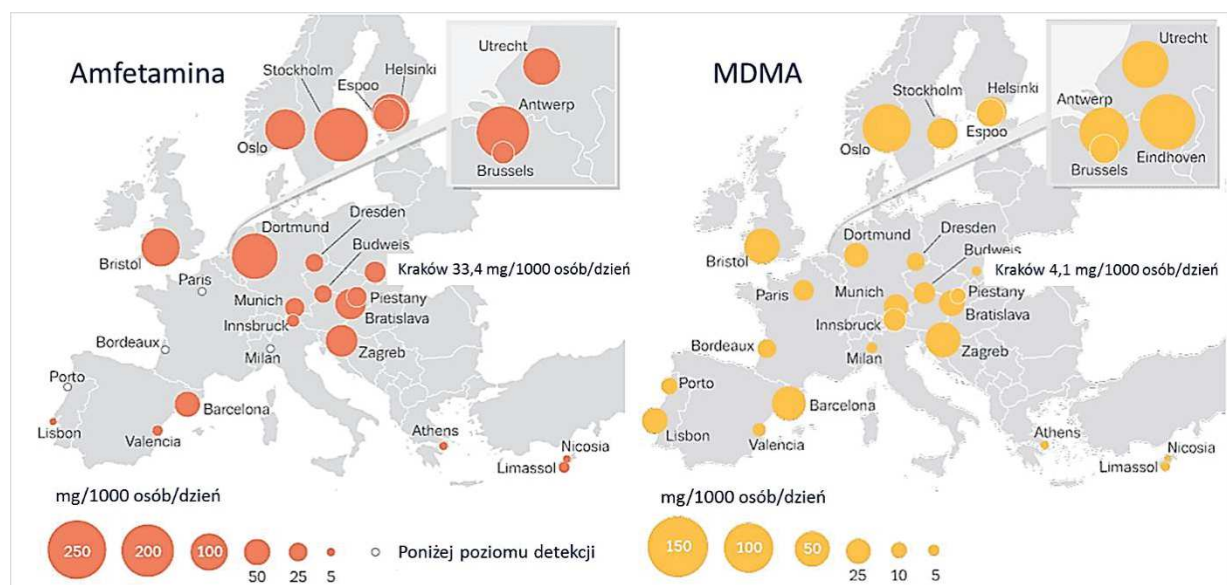 Amfetamina
Utrecht
Stockholm
Helsinki
Espoo
Antwerp
Oslo
Brussels
Dortmund
Dresden
Bristol
Budweis
Paris
Kraków 33,4 mg/1000 osób/dzień
Munich
Piestany
Innsbruck
Bratislava
Bordeaux
Milan
Zagreb
Porto
Barcelona
Lisbon
Valencia
Athens
Nicosia
Limassol
mg/1000 osób/dzień
250
200
100
50
25
5
Poniżej poziomu detekcji
MDMA
Utrecht
Stockholm
Helsinki
Antwerp
Oslo
Espoo
Brussels
Eindhoven
Dortmund
Dresden
Bristol
Budweis
Kraków 4,1 mg/1000 osób/dzień
Paris
Munich
Piestany
Bratislava
Innsbruck
Bordeaux
Milan
Zagreb
Porto
Barcelona
Lisbon
Valencia
Athens
Nicosia
Limassol
mg/1000 osób/dzień
150
100
50
25
10
5